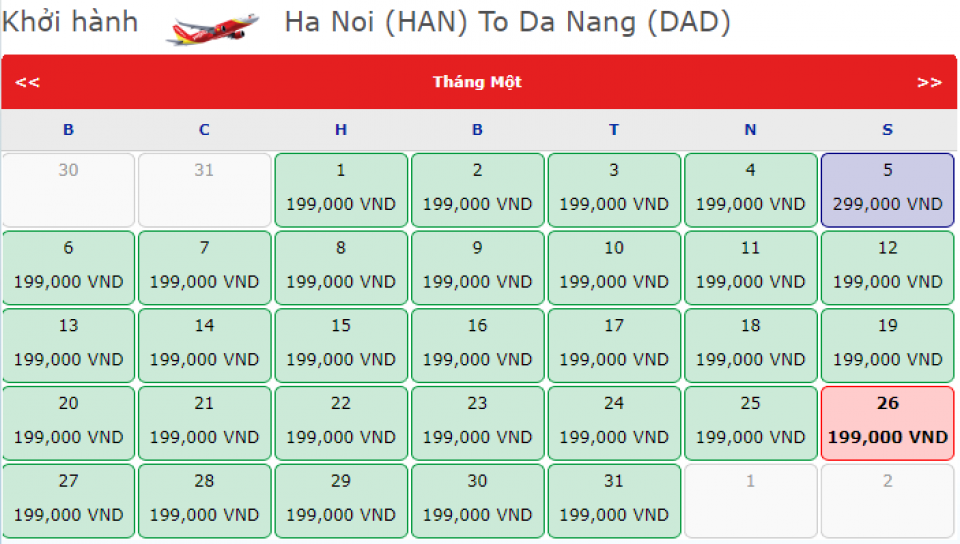 Khởi hành Ha Noi (HAN) To Da Nang (DAD)
<< Tháng Một >>
B C H B T N S
30 31 1 2 3 4 5
199,000 VND 199,000 VND 199,000 VND 199,000 VND 299,000 VND
6 7 8 9 10 11 12
199,000 VND 199,000 VND 199,000 VND 199,000 VND 199,000 VND 199,000 VND 199,000 VND
13 14 15 16 17 18 19
199,000 VND 199,000 VND 199,000 VND 199,000 VND 199,000 VND 199,000 VND 199,000 VND
20 21 22 23 24 25 26
199,000 VND 199,000 VND 199,000 VND 199,000 VND 199,000 VND 199,000 VND 199,000 VND
27 28 29 30 31 1 2
199,000 VND 199,000 VND 199,000 VND 199,000 VND 199,000 VND